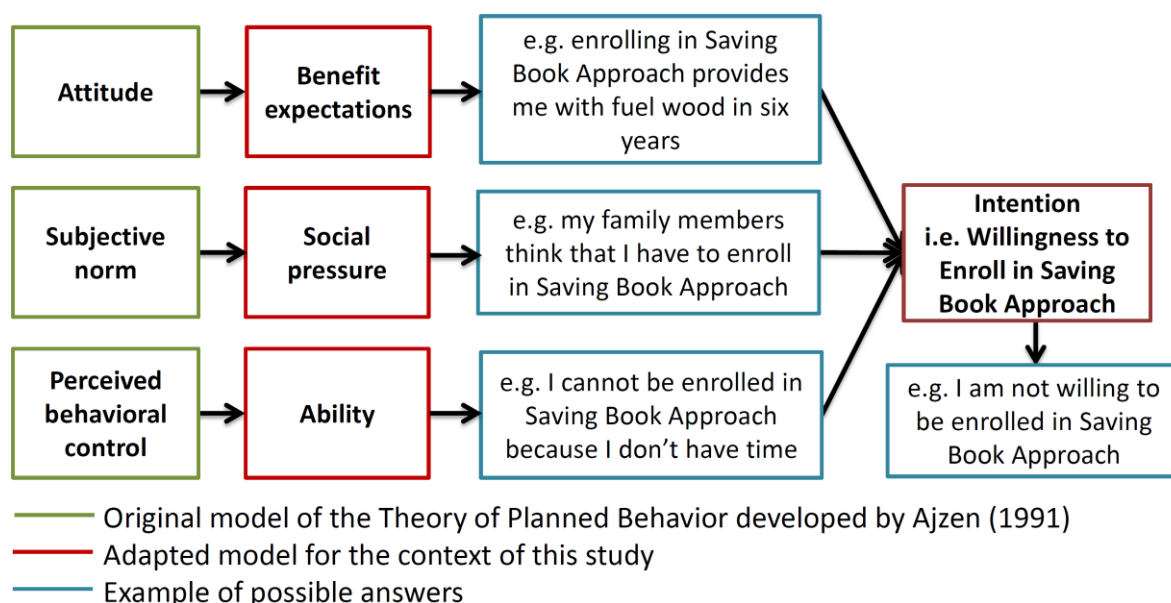 Attitude
Benefit
expectations
e.g. enrolling in Saving
Book Approach provides
me with fuel wood in six
years
Subjective
norm
Social
pressure
e.g. my family members
think that I have to enroll
in Saving Book Approach
Intention
i.e. Willingness to
Enroll in Saving
Book Approach
Perceived
behavioral
control
Ability
e.g. I cannot be enrolled in
Saving Book Approach
because I don't have time
e.g. I am not willing to
be enrolled in Saving
Book Approach
Original model of the Theory of Planned Behavior developed by Ajzen (1991)
Adapted model for the context of this study
Example of possible answers